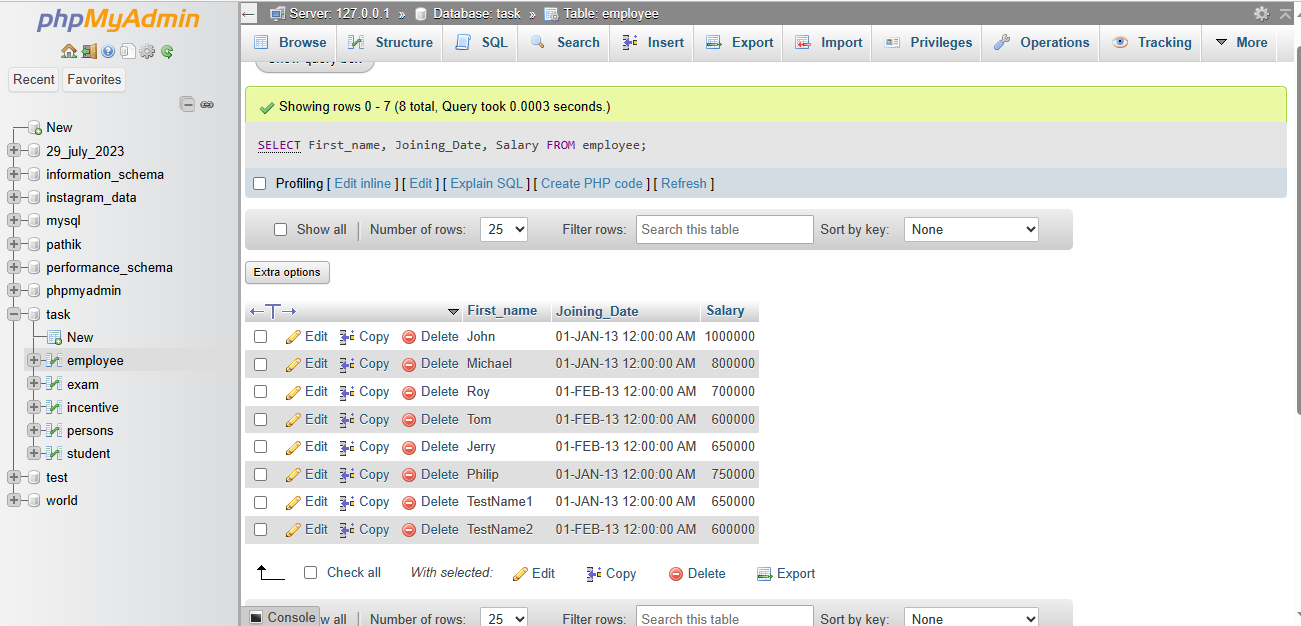 phpMyAdmin
Recent Favorites
New
29_july_2023
information_schema
instagram_data
mysql
pathik
performance_schema
phpmyadmin
task
New
employee
exam
incentive
persons
student
test
world
Server: 127.0.0.1 » Database: task » Table: employee
Browse Structure SQL Search Insert Export Import Privileges Operations Tracking More
Show query box
Showing rows 0 - 7 (8 total, Query took 0.0003 seconds.)
SELECT First_name, Joining_Date, Salary FROM employee;
Profiling [ Edit inline ] [ Edit ] [ Explain SQL ] [ Create PHP code ] [ Refresh ]
Show all | Number of rows: 25 Filter rows: Search this table Sort by key: None
Extra options
←T→ First_name Joining_Date Salary
Edit Copy Delete John 01-JAN-13 12:00:00 AM 1000000
Edit Copy Delete Michael 01-JAN-13 12:00:00 AM 800000
Edit Copy Delete Roy 01-FEB-13 12:00:00 AM 700000
Edit Copy Delete Tom 01-FEB-13 12:00:00 AM 600000
Edit Copy Delete Jerry 01-FEB-13 12:00:00 AM 650000
Edit Copy Delete Philip 01-JAN-13 12:00:00 AM 750000
Edit Copy Delete TestName1 01-JAN-13 12:00:00 AM 650000
Edit Copy Delete TestName2 01-FEB-13 12:00:00 AM 600000
Check all With selected: Edit Copy Delete Export
Console w all | Number of rows: 25 Filter rows: Search this table Sort by key: None